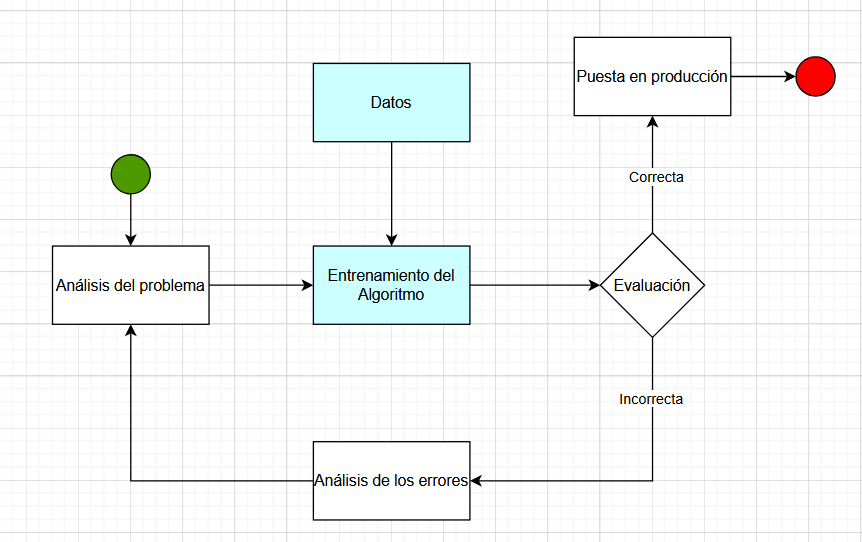 Puesta en producción
Datos
Correcta
Análisis del problema
Entrenamiento del
Algoritmo
Evaluación
Incorrecta
Análisis de los errores